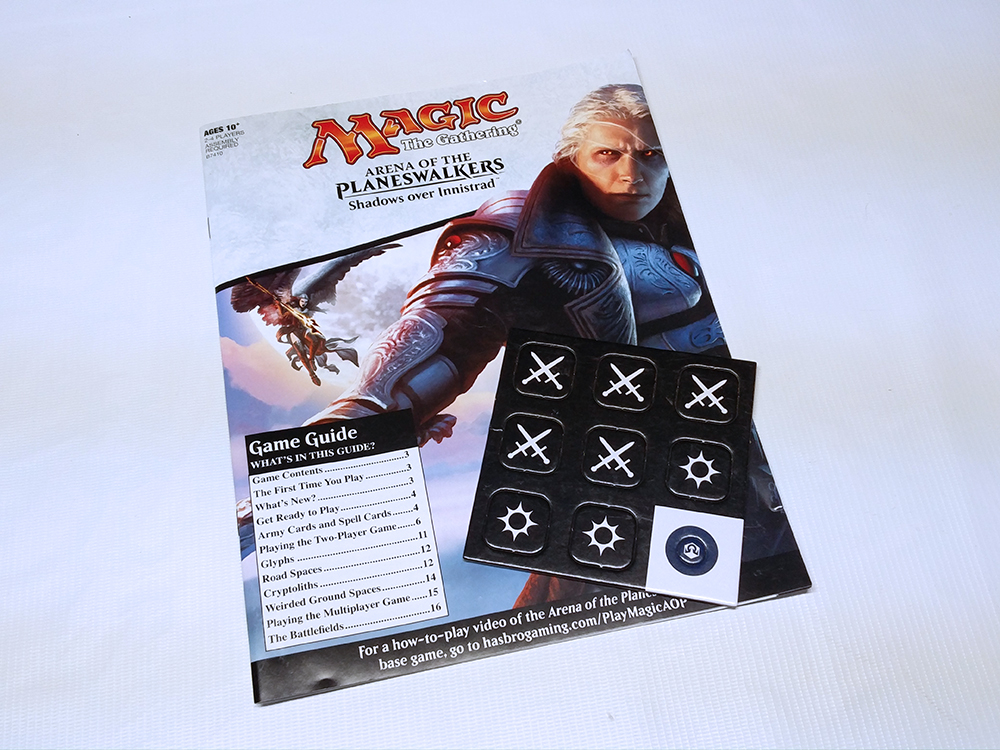 AGES 10+
2-4 PLAYERS
ASSEMBLY
REQUIRED
B7410
MAGIC
The Gathering®
ARENA OF THE
PLANESWALKERS™
Shadows over Innistrad™
Game Guide
WHAT'S IN THIS GUIDE?
Game Contents....................3
The First Time You Play..........3
What's New?......................3
Get Ready to Play................4
Army Cards and Spell Cards.......4
Playing the Two-Player Game......6
Glyphs...........................11
Road Spaces......................12
Cryptoliths......................12
Weirded Ground Spaces............14
Playing the Multiplayer Game.....15
The Battlefields.................16
For a how-to-play video of the Arena of the
base game, go to hasbrogaming.com/PlayMagicAOP